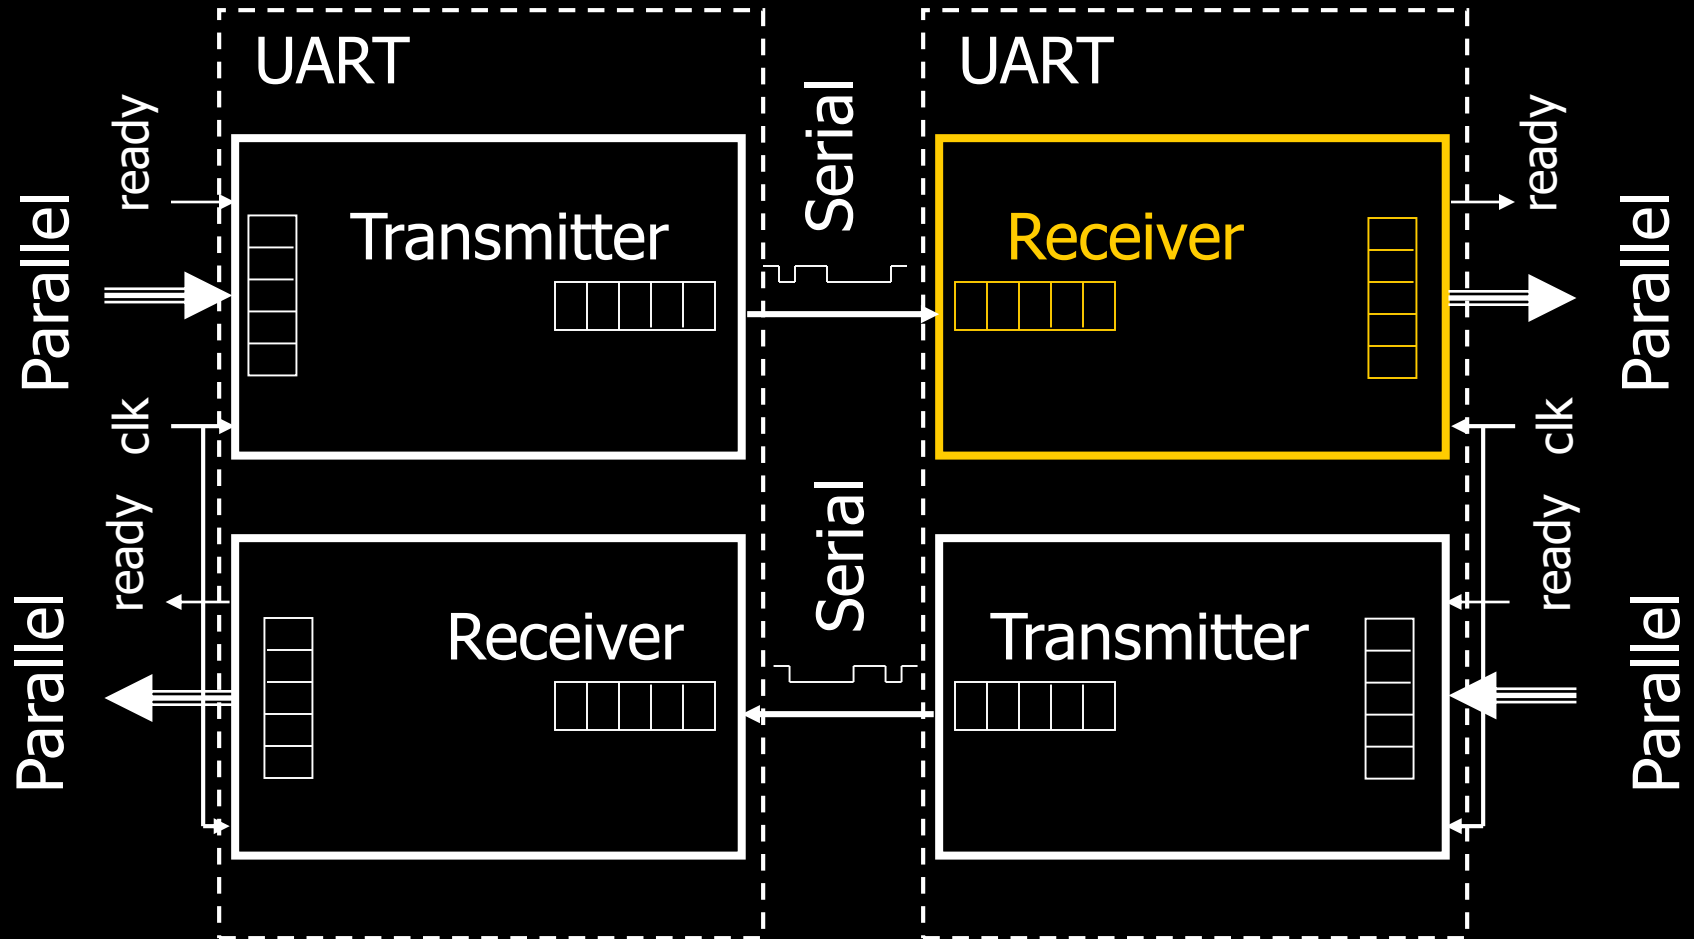 UART
UART
ready
Serial
ready
Parallel
Transmitter
Receiver
Parallel
clk
clk
ready
Serial
ready
Parallel
Receiver
Transmitter
Parallel